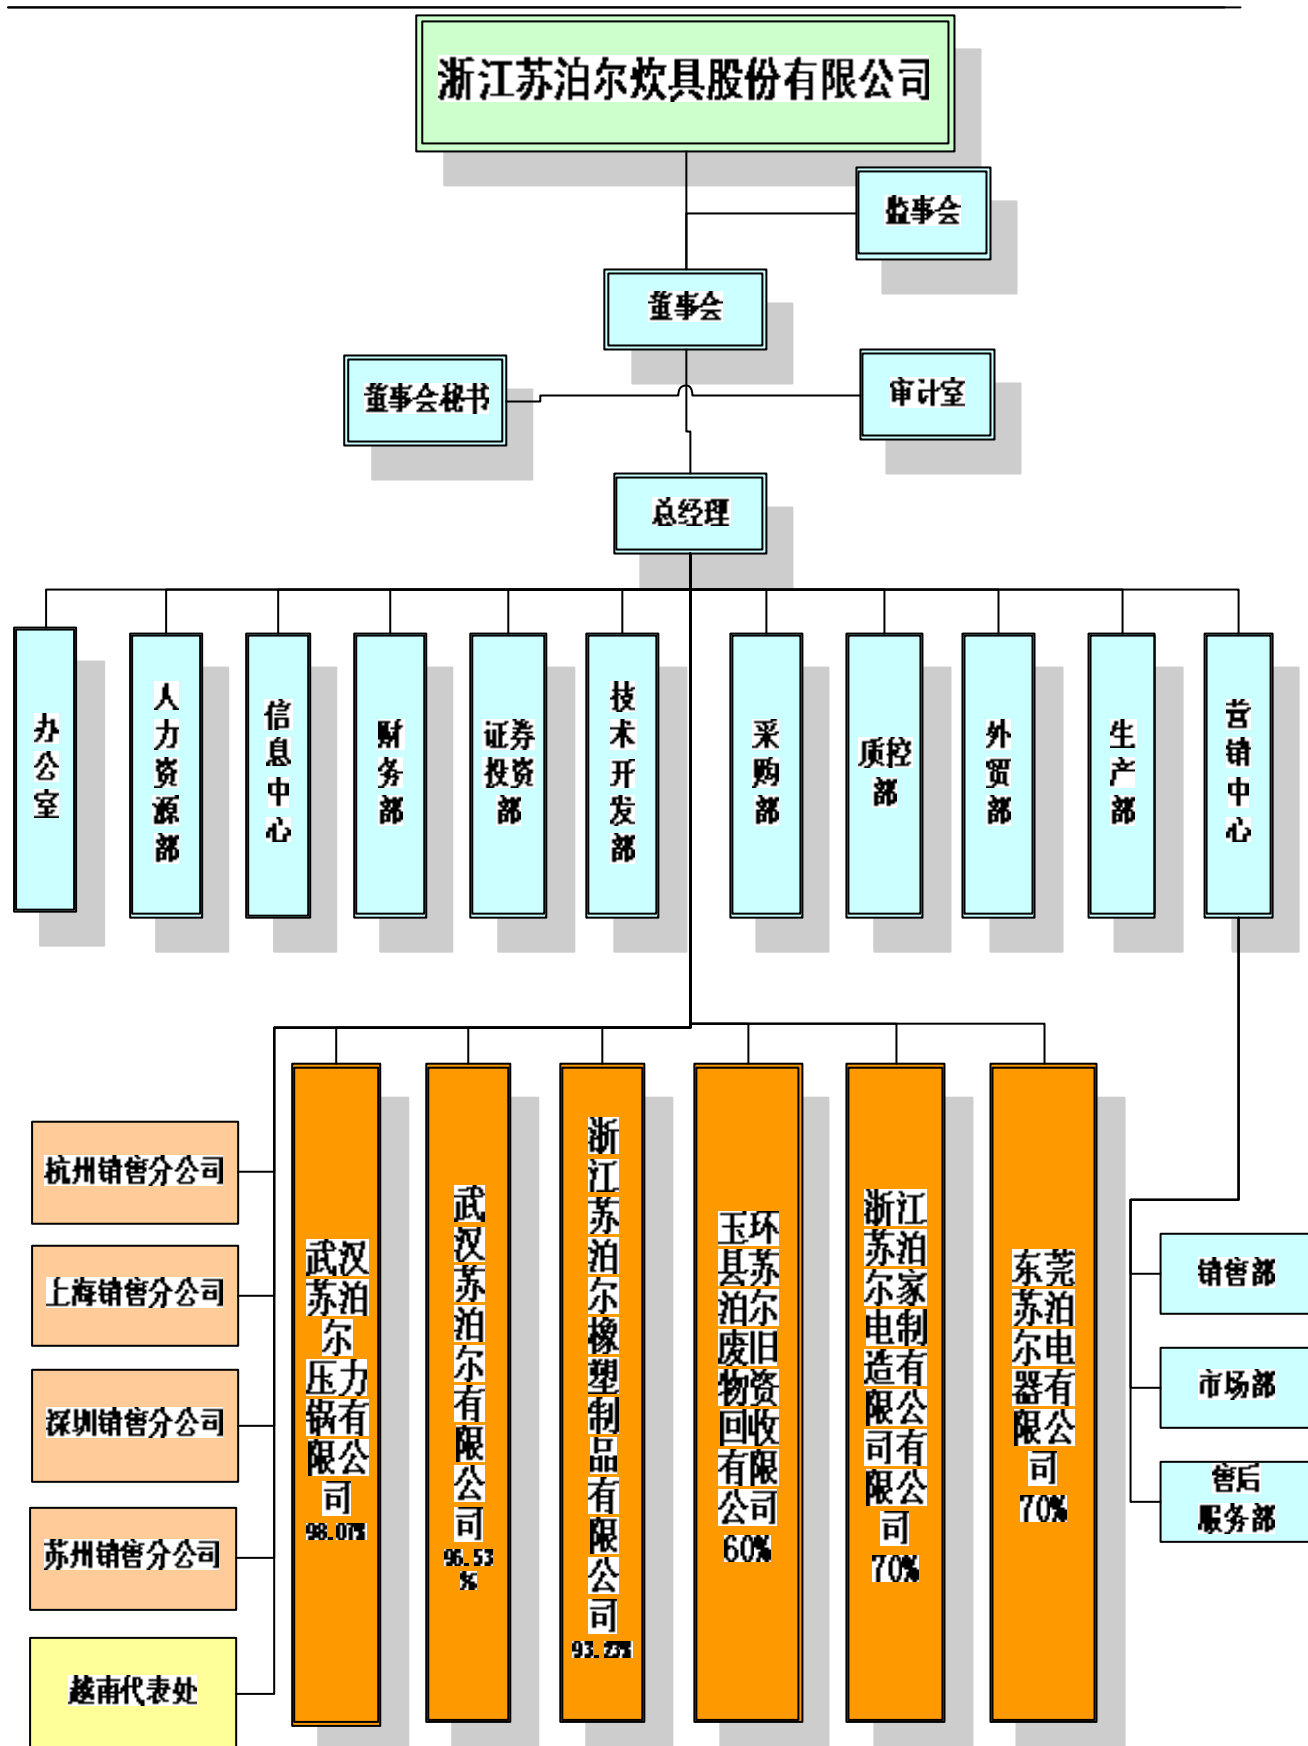 浙江苏泊尔炊具股份有限公司
监事会
董事会
董事会秘书
审计室
总经理
办
公
室
人
力
资
源
部
信
息
中
心
财
务
部
证券
投资
部
技
术
开
发
部
采
购
部
质控
部
外
贸
部
生
产
部
营
销
中
心
杭州销售分公司
上海销售分公司
深圳销售分公司
苏州销售分公司
越南代表处
武汉
苏泊
尔
压力
锅有
限公
司
98.07%
武
汉
苏
泊
尔
有
限
公
司
96.53
%
浙
江
苏
泊
尔
橡
塑
制
品
有
限
公
司
93.23%
玉环
县苏
泊尔
废旧
物资
回收
有限
公司
60%
浙江
苏泊
尔家
电制
造有
限公
司有
限公
司
70%
东莞
苏泊
尔电
器有
限公
司
70%
销售部
市场部
售后
服务部